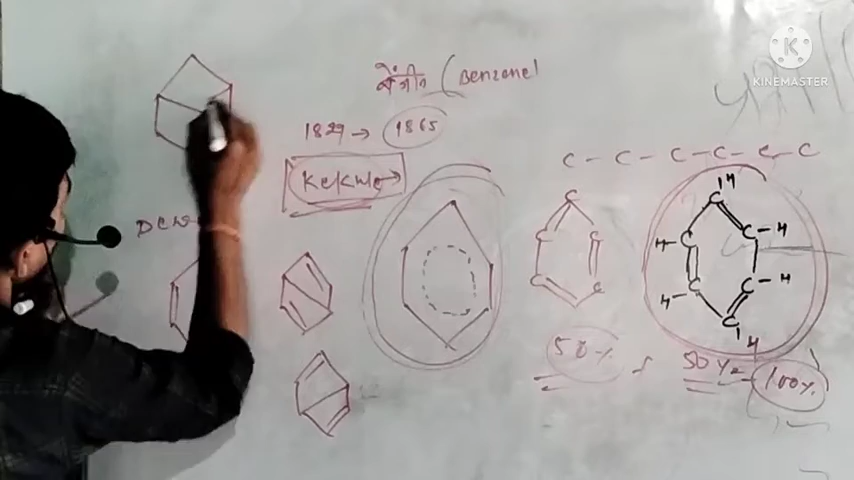 बेंजीन (Benzene)
1829 → 1865
Kekule →
C - C - C - C - C - C
H
C
C C - H
H - C
C C
H - C C - H
C C
C
H
50% 50% 100%
KINEMASTER